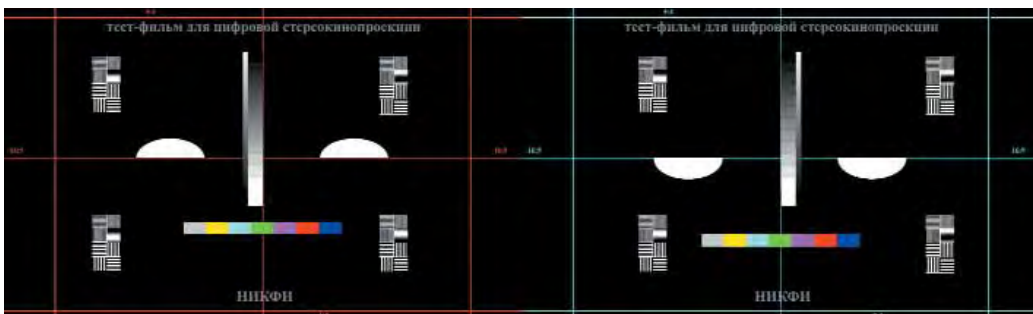 тест-фильм для цифровой стереокинопроекции
тест-фильм для цифровой стереокинопроекции
НИКФИ
НИКФИ